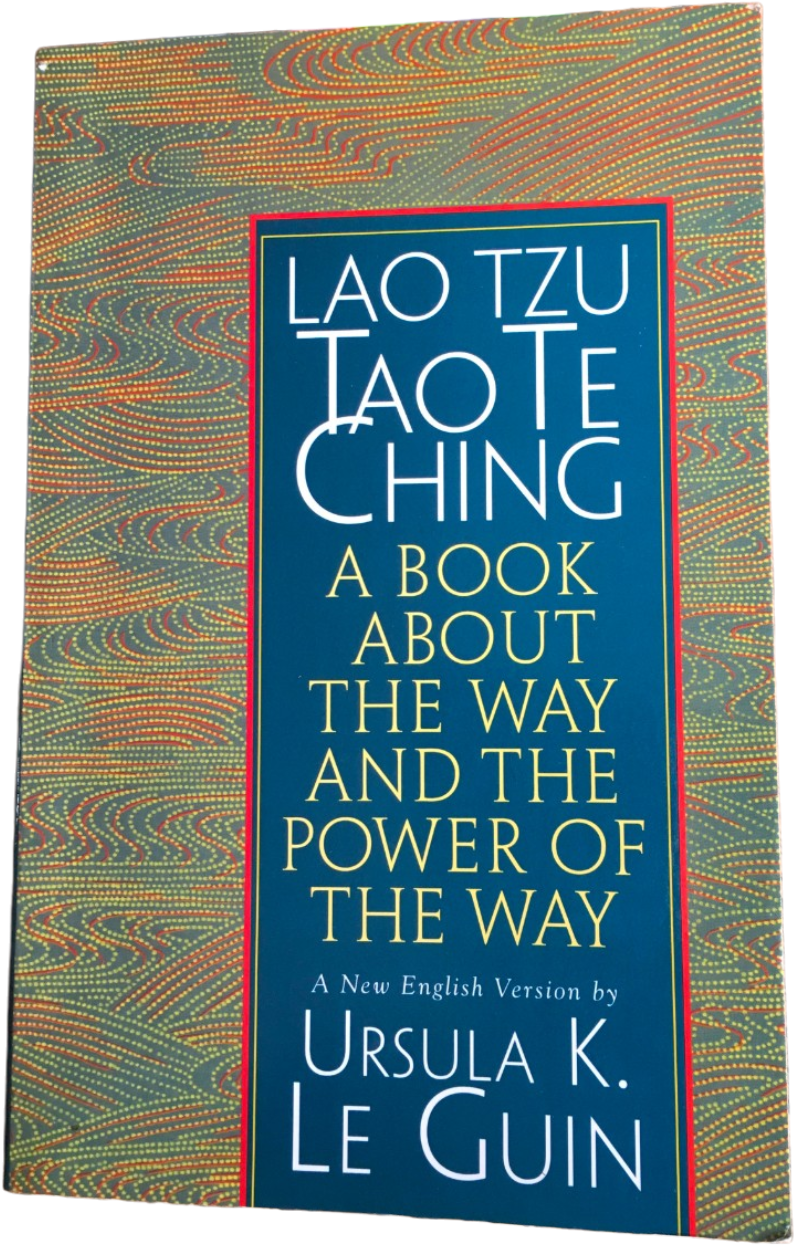 LAO TZU
TAO TE
CHING
A BOOK
ABOUT
THE WAY
AND THE
POWER OF
THE WAY
A New English Version by
URSULA K.
LE GUIN